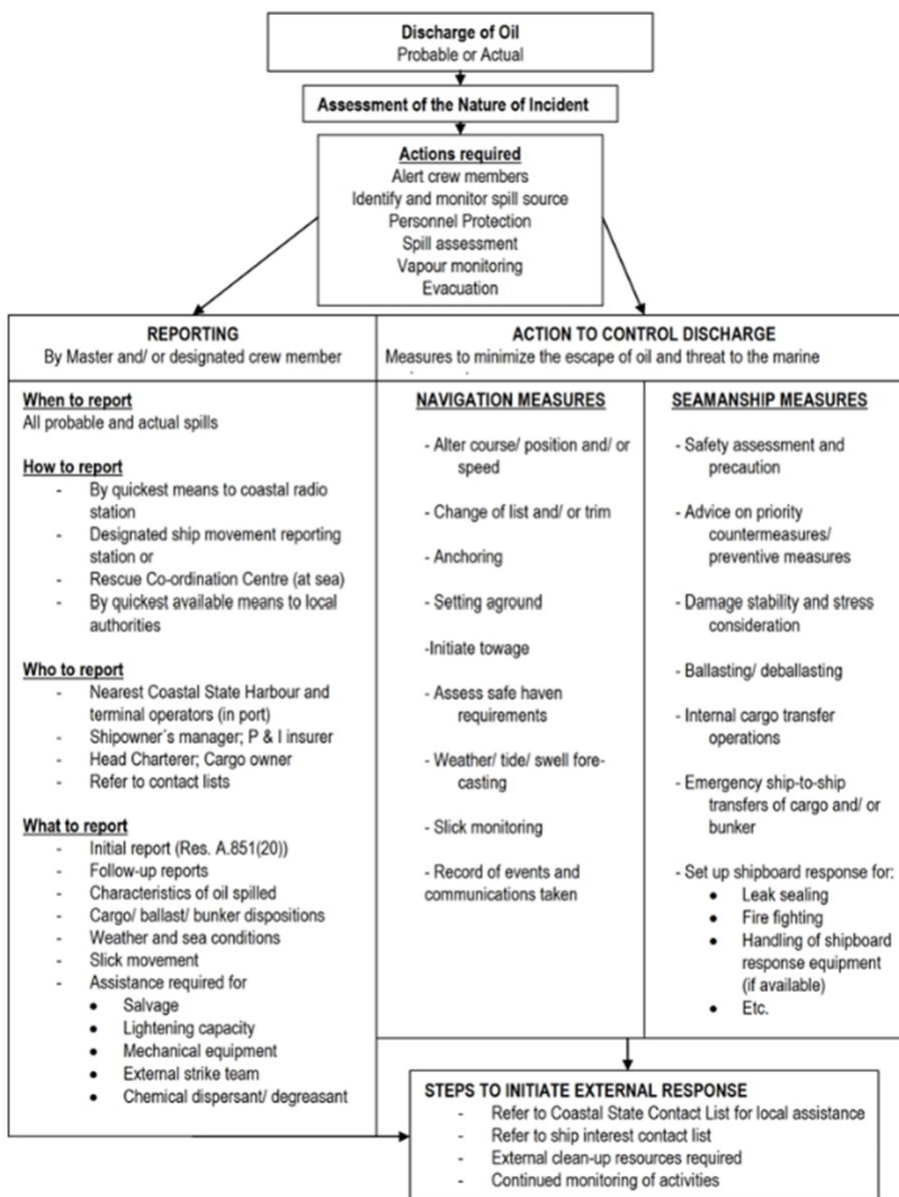 Discharge of Oil
Probable or Actual
Assessment of the Nature of Incident
Actions required
Alert crew members
Identify and monitor spill source
Personnel Protection
Spill assessment
Vapour monitoring
Evacuation
REPORTING
By Master and/ or designated crew member
When to report
All probable and actual spills
How to report
- By quickest means to coastal radio
station
- Designated ship movement reporting
station or
- Rescue Co-ordination Centre (at sea)
- By quickest available means to local
authorities
Who to report
- Nearest Coastal State Harbour and
terminal operators (in port)
- Shipowner's manager; P & I insurer
- Head Charterer; Cargo owner
- Refer to contact lists
What to report
- Initial report (Res. A.851(20))
- Follow-up reports
- Characteristics of oil spilled
- Cargo/ ballast/ bunker dispositions
- Weather and sea conditions
- Slick movement
- Assistance required for
• Salvage
• Lightening capacity
• Mechanical equipment
• External strike team
• Chemical dispersant/ degreasant
ACTION TO CONTROL DISCHARGE
Measures to minimize the escape of oil and threat to the marine
NAVIGATION MEASURES
- Alter course/ position and/ or
speed
- Change of list and/ or trim
- Anchoring
- Setting aground
-Initiate towage
- Assess safe haven
requirements
- Weather/ tide/ swell fore-
casting
- Slick monitoring
- Record of events and
communications taken
SEAMANSHIP MEASURES
- Safety assessment and
precaution
- Advice on priority
countermeasures/
preventive measures
- Damage stability and stress
consideration
- Ballasting/ deballasting
- Internal cargo transfer
operations
- Emergency ship-to-ship
transfers of cargo and/ or
bunker
- Set up shipboard response for:
• Leak sealing
• Fire fighting
• Handling of shipboard
response equipment
(if available)
• Etc.
STEPS TO INITIATE EXTERNAL RESPONSE
- Refer to Coastal State Contact List for local assistance
- Refer to ship interest contact list
- External clean-up resources required
- Continued monitoring of activities